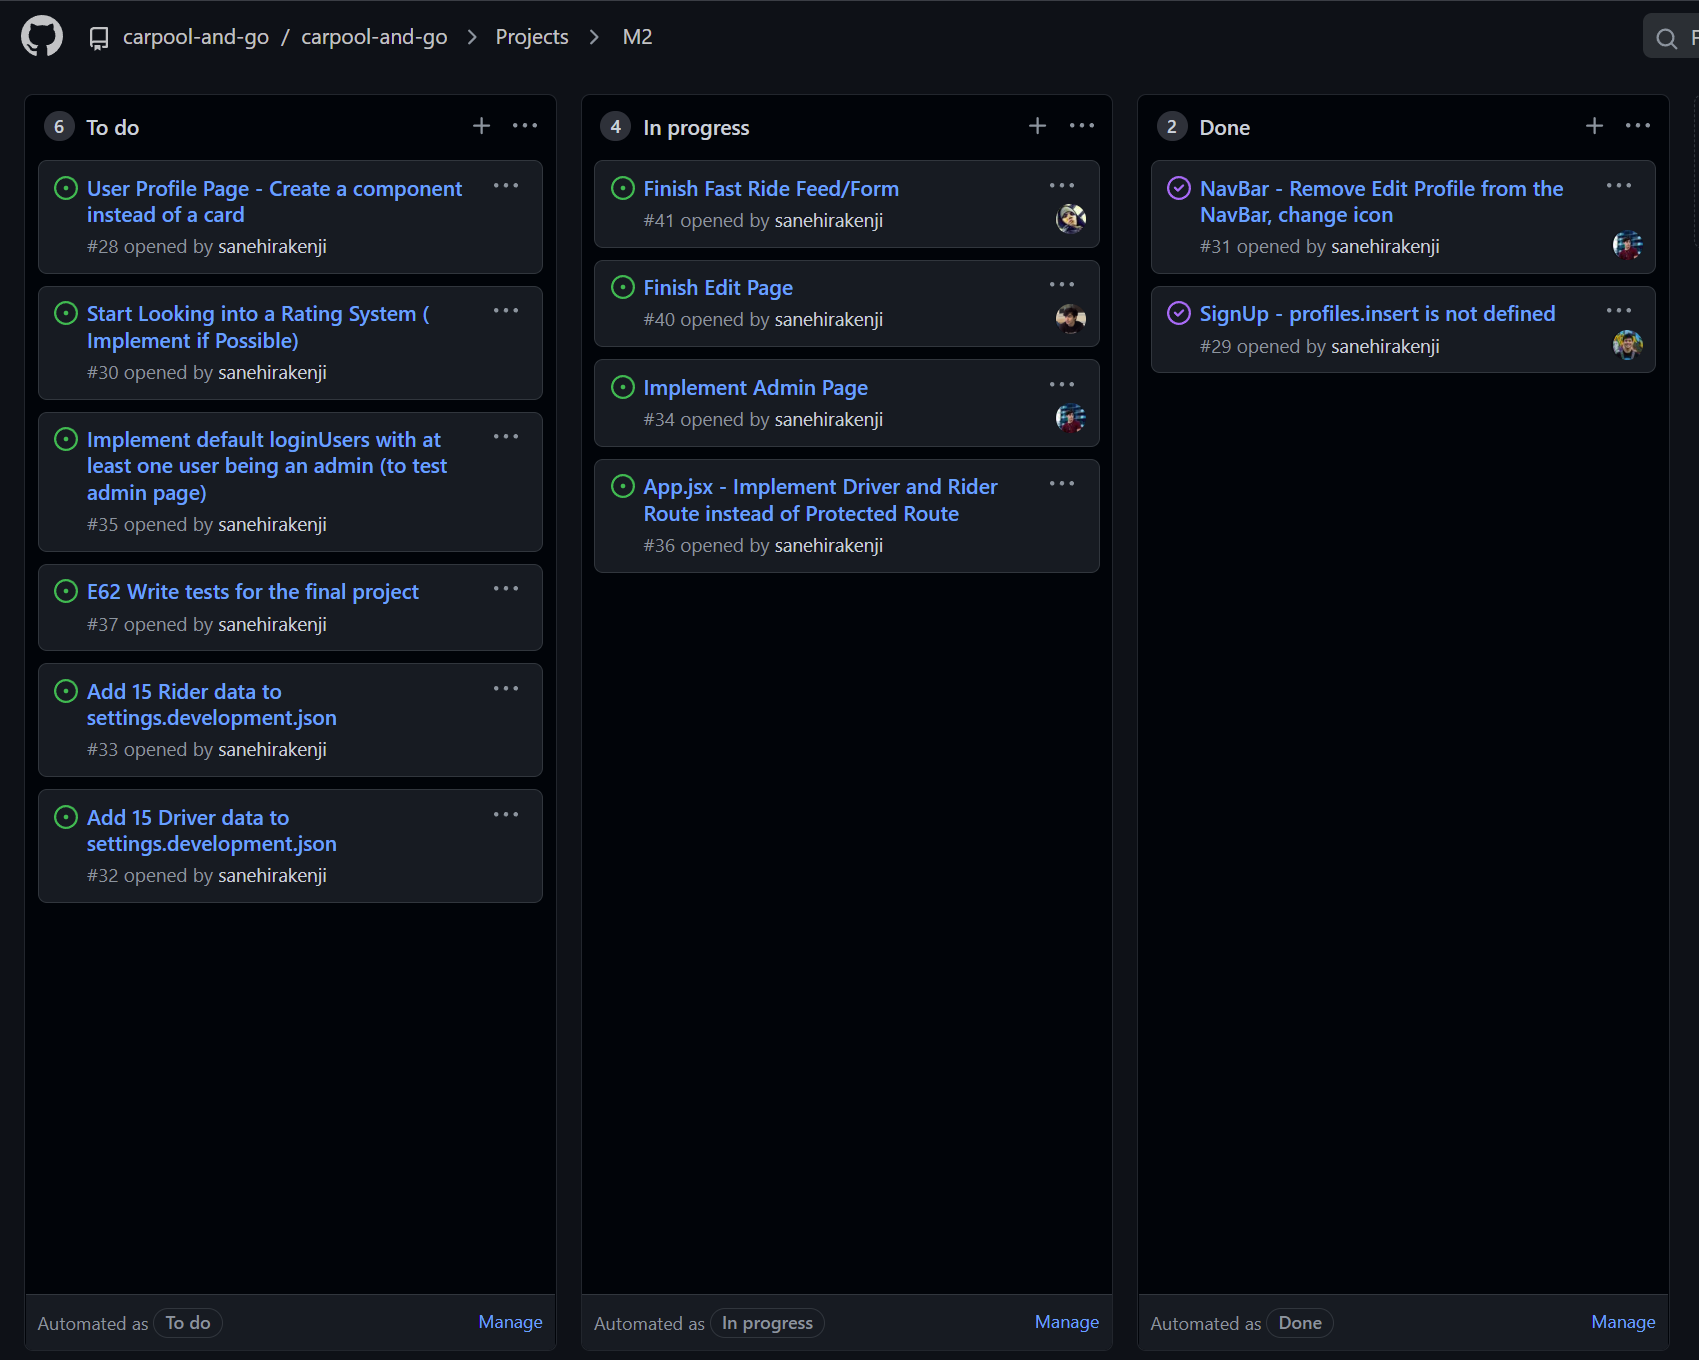 carpool-and-go / carpool-and-go > Projects > M2
6 To do
User Profile Page - Create a component
instead of a card
#28 opened by sanehirakenji
Start Looking into a Rating System (
Implement if Possible)
#30 opened by sanehirakenji
Implement default loginUsers with at
least one user being an admin (to test
admin page)
#35 opened by sanehirakenji
E62 Write tests for the final project
#37 opened by sanehirakenji
Add 15 Rider data to
settings.development.json
#33 opened by sanehirakenji
Add 15 Driver data to
settings.development.json
#32 opened by sanehirakenji
Automated as To do Manage
4 In progress
Finish Fast Ride Feed/Form
#41 opened by sanehirakenji
Finish Edit Page
#40 opened by sanehirakenji
Implement Admin Page
#34 opened by sanehirakenji
App.jsx - Implement Driver and Rider
Route instead of Protected Route
#36 opened by sanehirakenji
Automated as In progress Manage
2 Done
NavBar - Remove Edit Profile from the
NavBar, change icon
#31 opened by sanehirakenji
SignUp - profiles.insert is not defined
#29 opened by sanehirakenji
Automated as Done Manage